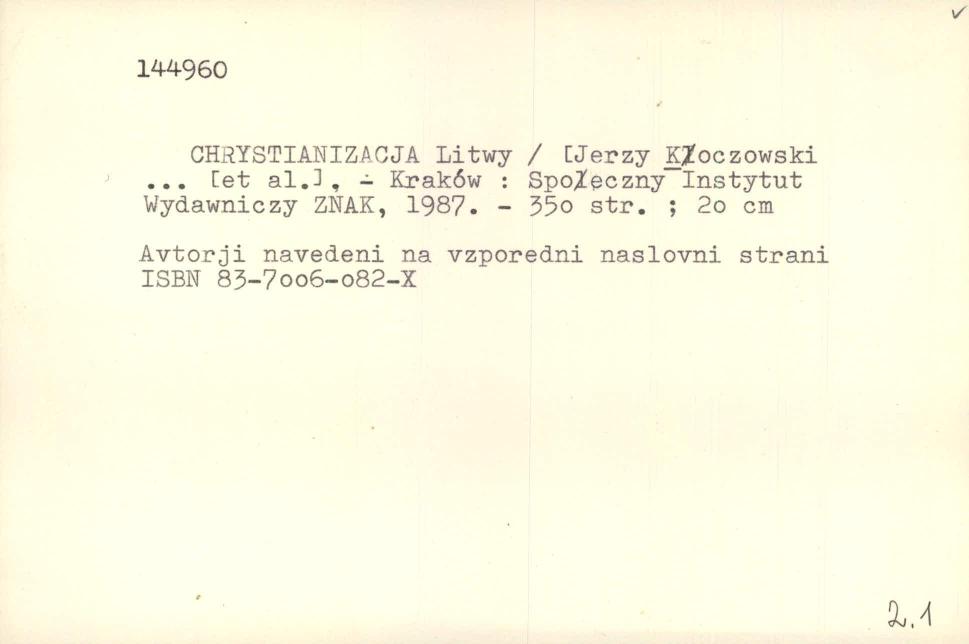 144960
CHRYSTIANIZACJA Litwy / [Jerzy Kłoczowski
... [et al.], - Kraków : Społeczny Instytut
Wydawniczy ZNAK, 1987. - 350 str. ; 20 cm
Avtorji navedeni na vzporedni naslovni strani
ISBN 83-7006-082-X
2.1